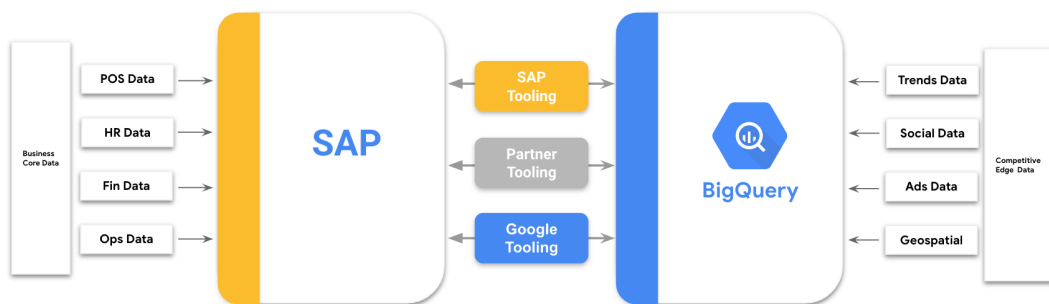 Business
Core Data
POS Data
HR Data
Fin Data
Ops Data
SAP
SAP
Tooling
Partner
Tooling
Google
Tooling
BigQuery
Trends Data
Social Data
Ads Data
Geospatial
Competitive
Edge Data